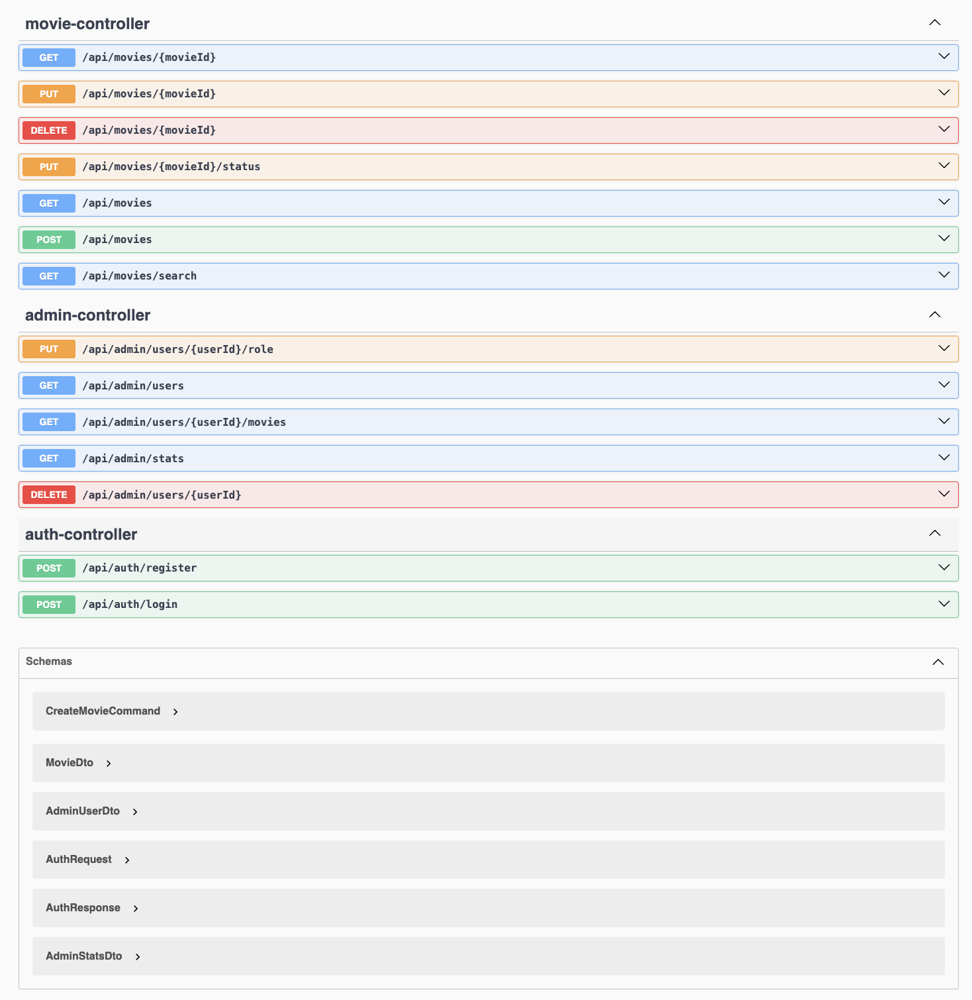 movie-controller
GET /api/movies/{movieId}
PUT /api/movies/{movieId}
DELETE /api/movies/{movieId}
PUT /api/movies/{movieId}/status
GET /api/movies
POST /api/movies
GET /api/movies/search
admin-controller
PUT /api/admin/users/{userId}/role
GET /api/admin/users
GET /api/admin/users/{userId}/movies
GET /api/admin/stats
DELETE /api/admin/users/{userId}
auth-controller
POST /api/auth/register
POST /api/auth/login
Schemas
CreateMovieCommand
MovieDto
AdminUserDto
AuthRequest
AuthResponse
AdminStatsDto